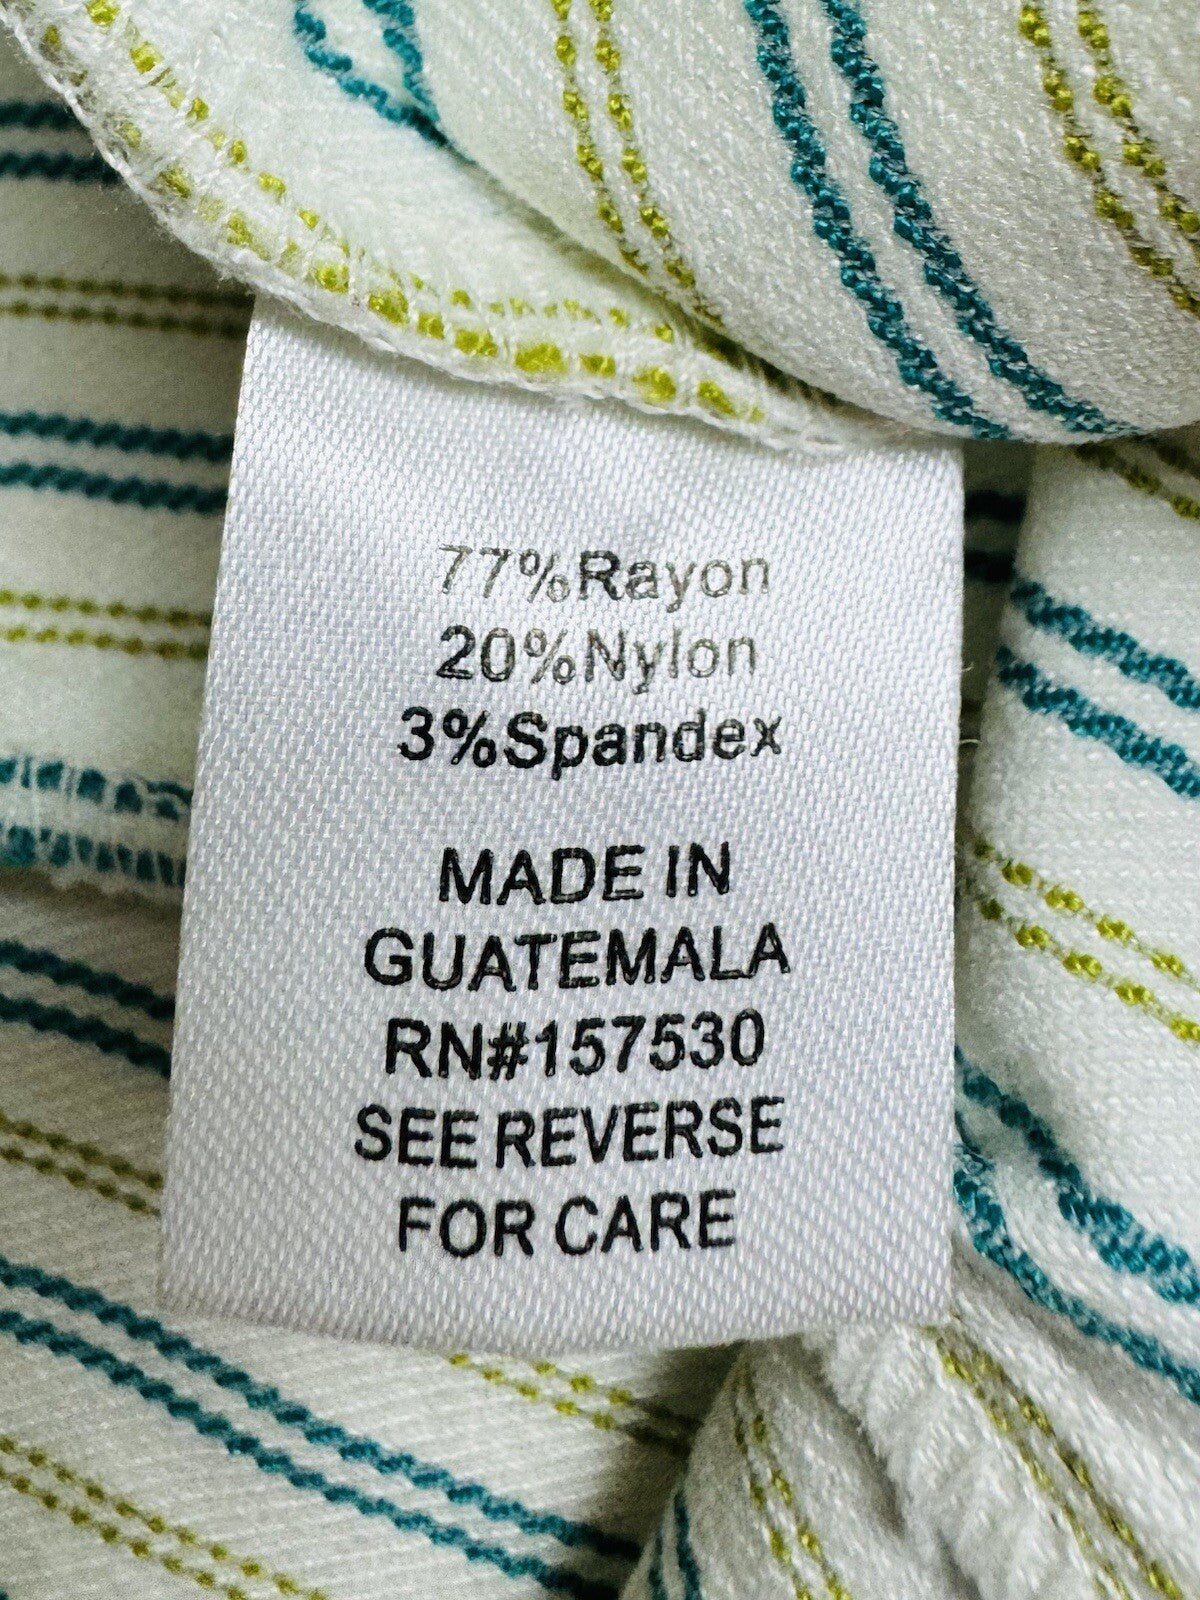 77%Rayon
20%Nylon
3%Spandex
MADE IN
GUATEMALA
RN#157530
SEE REVERSE
FOR CARE